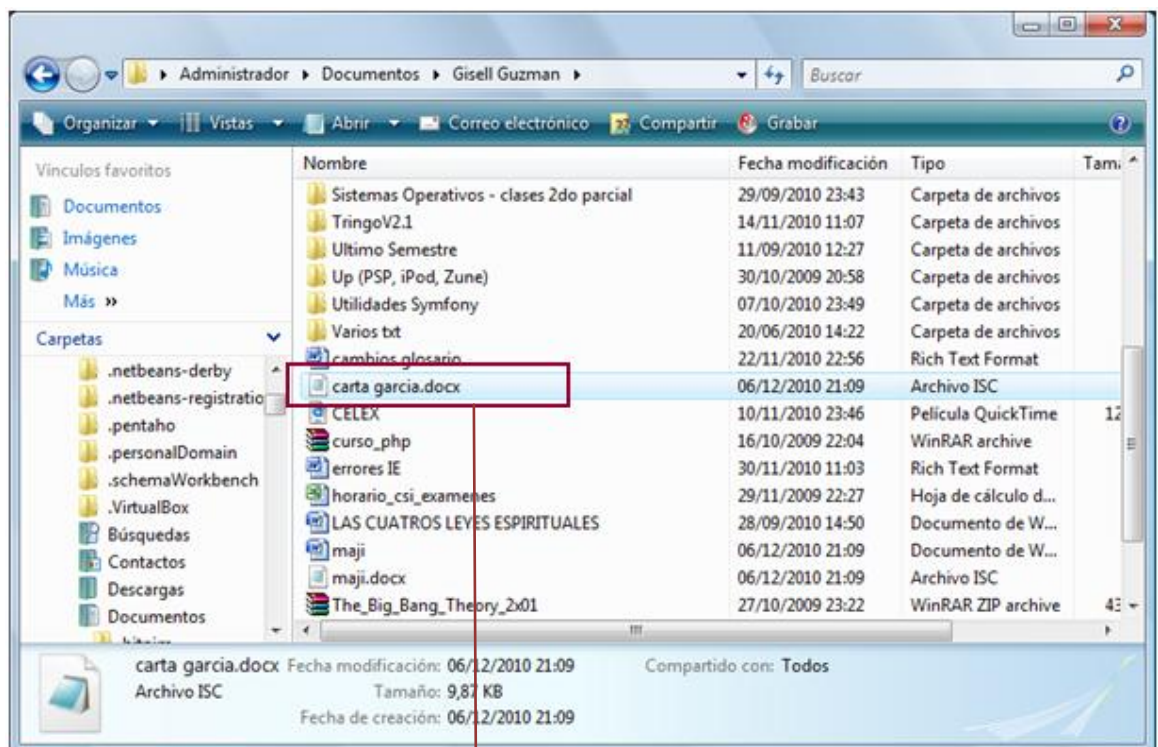 Administrador Documentos Gisell Guzman Buscar
Organizar Vistas Abrir Correo electrónico Compartir Grabar
Vínculos favoritos
Documentos
Imágenes
Música
Más »
Carpetas
.netbeans-derby
.netbeans-registratio
.pentaho
.personalDomain
.schemaWorkbench
.VirtualBox
Búsquedas
Contactos
Descargas
Documentos
Nombre Fecha modificación Tipo Tama
Sistemas Operativos - clases 2do parcial 29/09/2010 23:43 Carpeta de archivos
TringoV2.1 14/11/2010 11:07 Carpeta de archivos
Ultimo Semestre 11/09/2010 12:27 Carpeta de archivos
Up (PSP, iPod, Zune) 30/10/2009 20:58 Carpeta de archivos
Utilidades Symfony 07/10/2010 23:49 Carpeta de archivos
Varios txt 20/06/2010 14:22 Carpeta de archivos
cambios glosario 22/11/2010 22:56 Rich Text Format
carta garcia.docx 06/12/2010 21:09 Archivo ISC
CELEX 10/11/2010 23:46 Película QuickTime 12
curso_php 16/10/2009 22:04 WinRAR archive
errores IE 30/11/2010 11:03 Rich Text Format
horario_csi_examenes 29/11/2009 22:27 Hoja de cálculo d...
LAS CUATROS LEYES ESPIRITUALES 28/09/2010 14:50 Documento de W...
maji 06/12/2010 21:09 Documento de W...
maji.docx 06/12/2010 21:09 Archivo ISC
The_Big_Bang_Theory_2x01 27/10/2009 23:22 WinRAR ZIP archive 43
carta garcia.docx Fecha modificación: 06/12/2010 21:09 Compartido con: Todos
Archivo ISC Tamaño: 9,87 KB
Fecha de creación: 06/12/2010 21:09